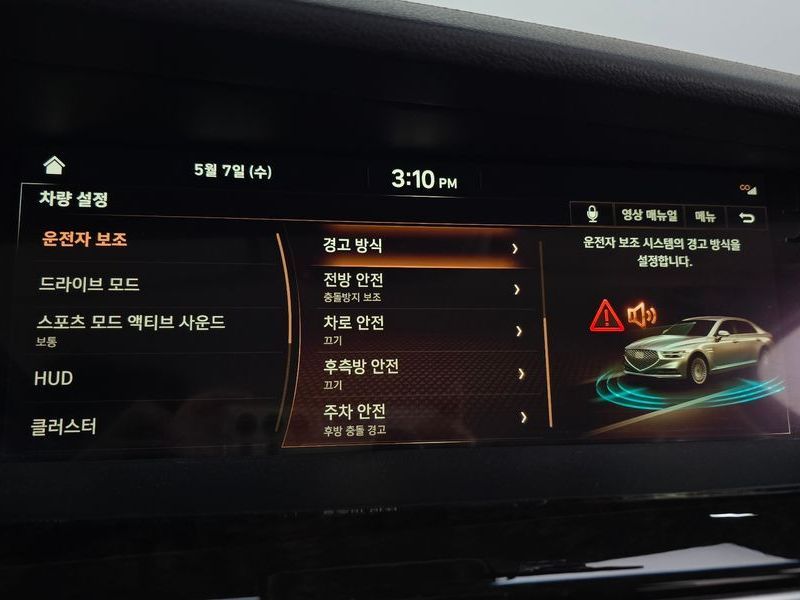 5월 7일 (수)
3:10 PM
차량 설정
영상 매뉴얼
메뉴
운전자 보조
드라이브 모드
스포츠 모드 액티브 사운드
보통
HUD
클러스터
경고 방식
전방 안전
충돌방지 보조
차로 안전
끄기
후측방 안전
끄기
주차 안전
후방 충돌 경고
운전자 보조 시스템의 경고 방식을
설정합니다.